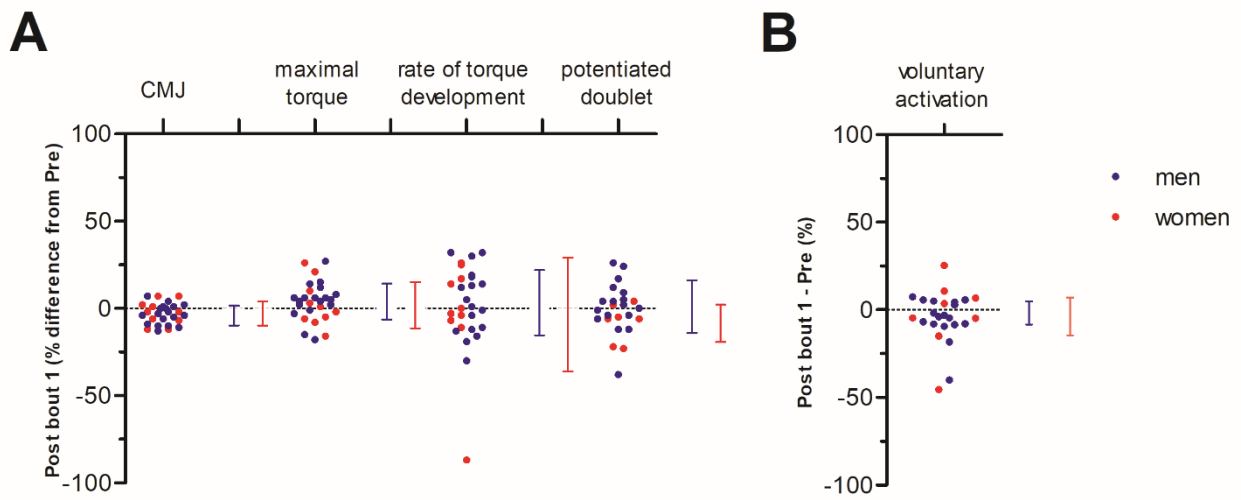 A
B
CMJ
maximal
torque
rate of torque
development
potentiated
doublet
voluntary
activation
Post bout 1 (% difference from Pre)
100
50
0
-50
-100
Post bout 1 - Pre (%)
100
50
0
-50
-100
men
women